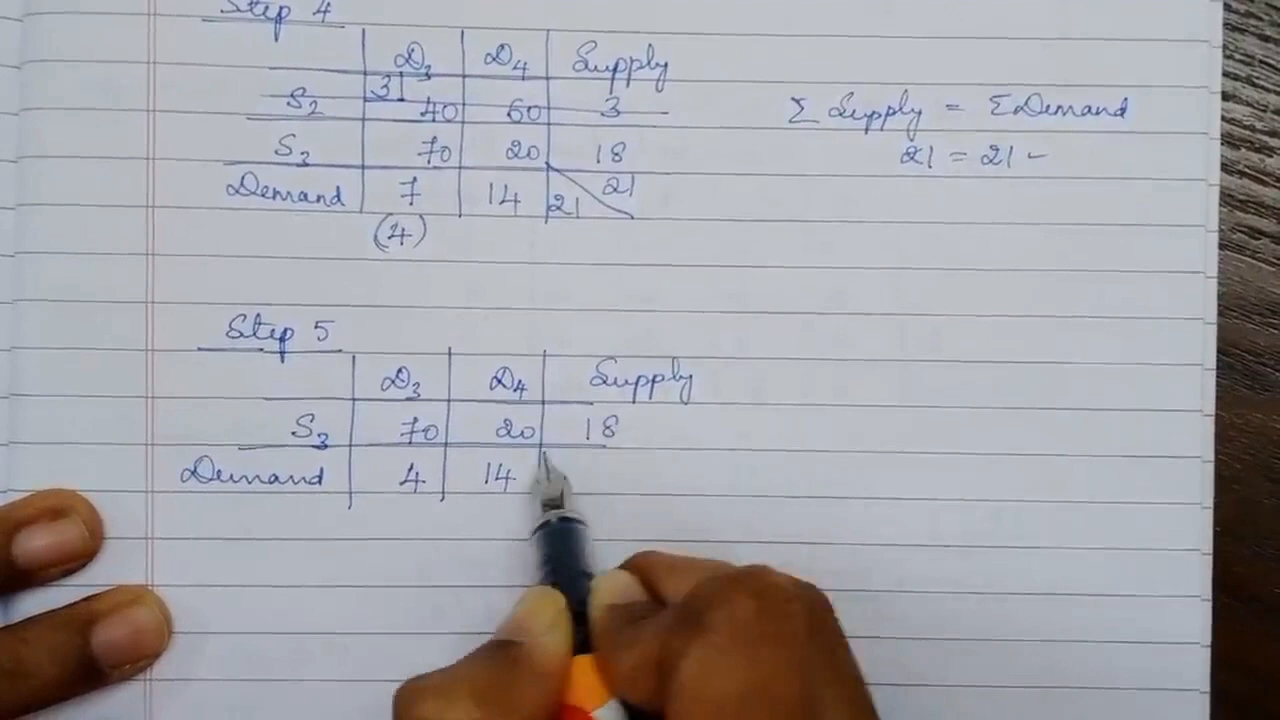 Step 4
D3 D4 Supply
31
S2 40 60 3
S3 70 20 18
Demand 7 14 21 21
(4)
Σ Supply = Σ Demand
21 = 21
Step 5
D3 D4 Supply
S3 70 20 18
Demand 4 14